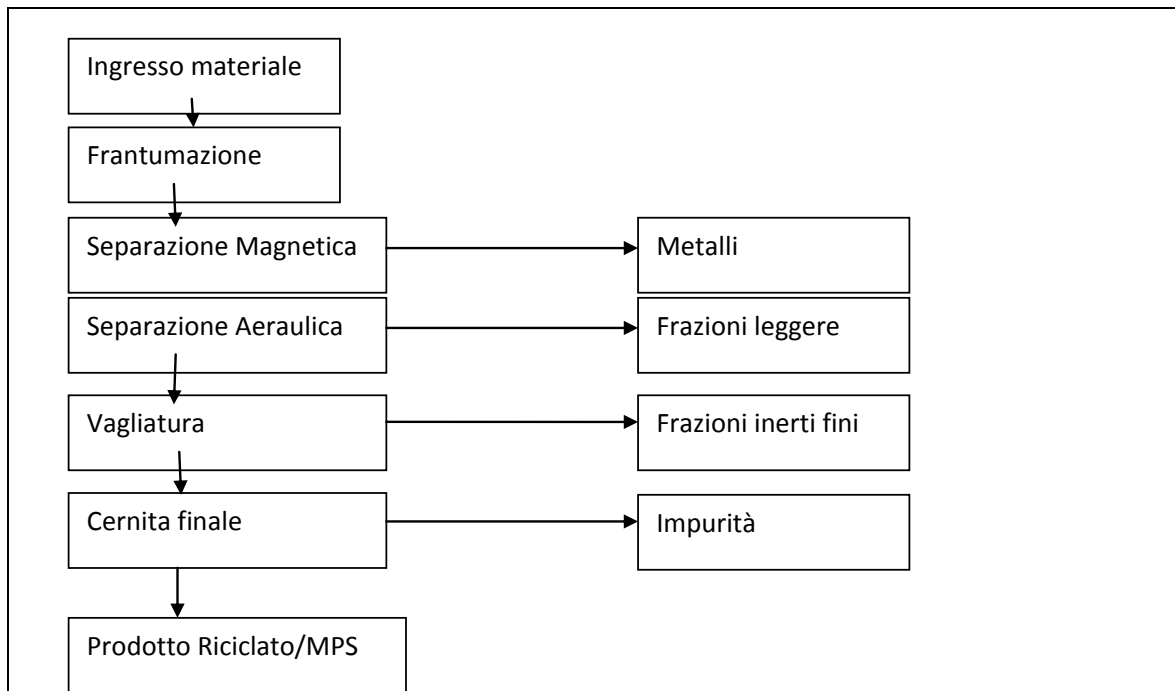 Ingresso materiale
Frantumazione
Separazione Magnetica
Metalli
Separazione Aeraulica
Frazioni leggere
Vagliatura
Frazioni inerti fini
Cernita finale
Impurità
Prodotto Riciclato/MPS